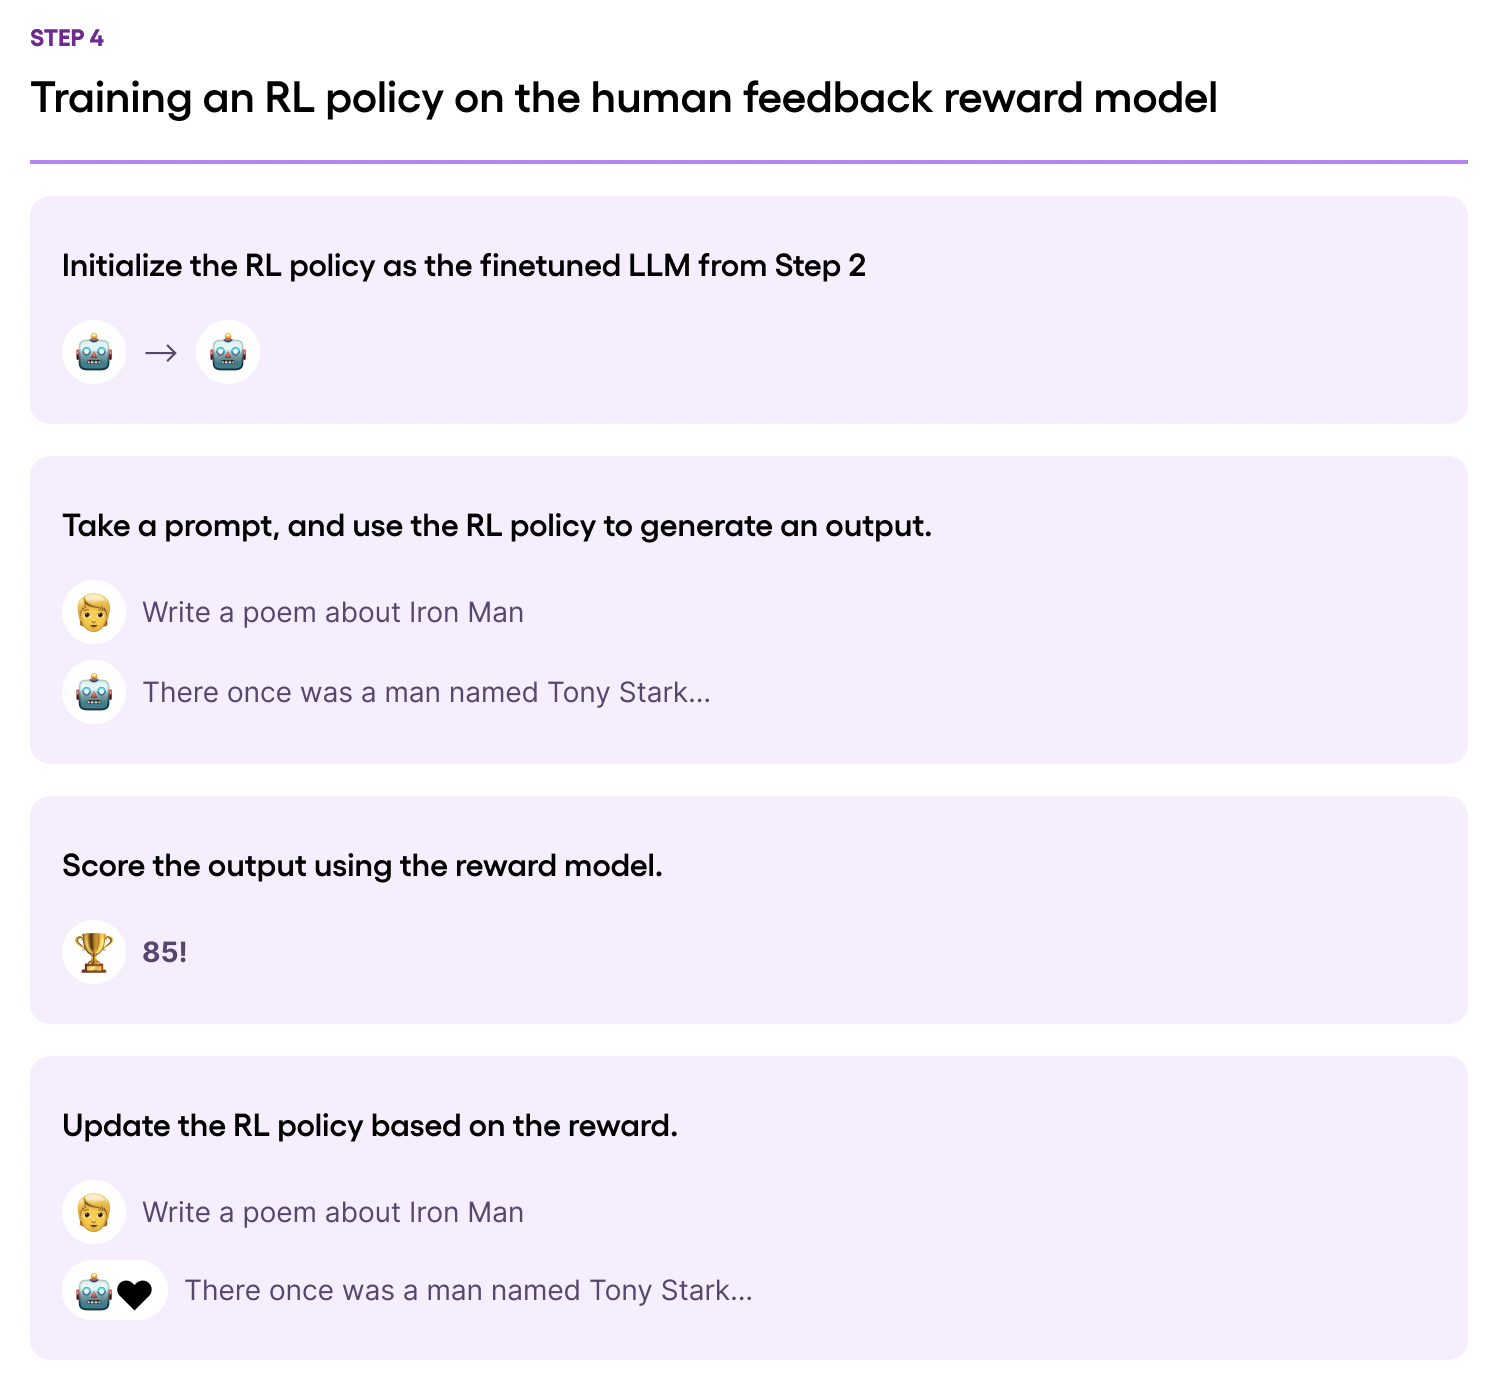 STEP 4
Training an RL policy on the human feedback reward model
Initialize the RL policy as the finetuned LLM from Step 2
Take a prompt, and use the RL policy to generate an output.
Write a poem about Iron Man
There once was a man named Tony Stark...
Score the output using the reward model.
85!
Update the RL policy based on the reward.
Write a poem about Iron Man
There once was a man named Tony Stark...